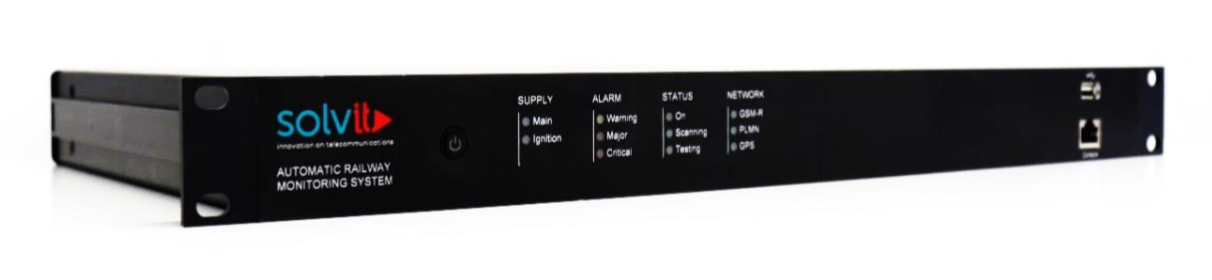 solvit
innovation on telecommunications
AUTOMATIC RAILWAY
MONITORING SYSTEM
SUPPLY
Main
Ignition
ALARM
Warning
Major
Critical
STATUS
On
Scanning
Testing
NETWORK
GSM-R
PLMN
GPS